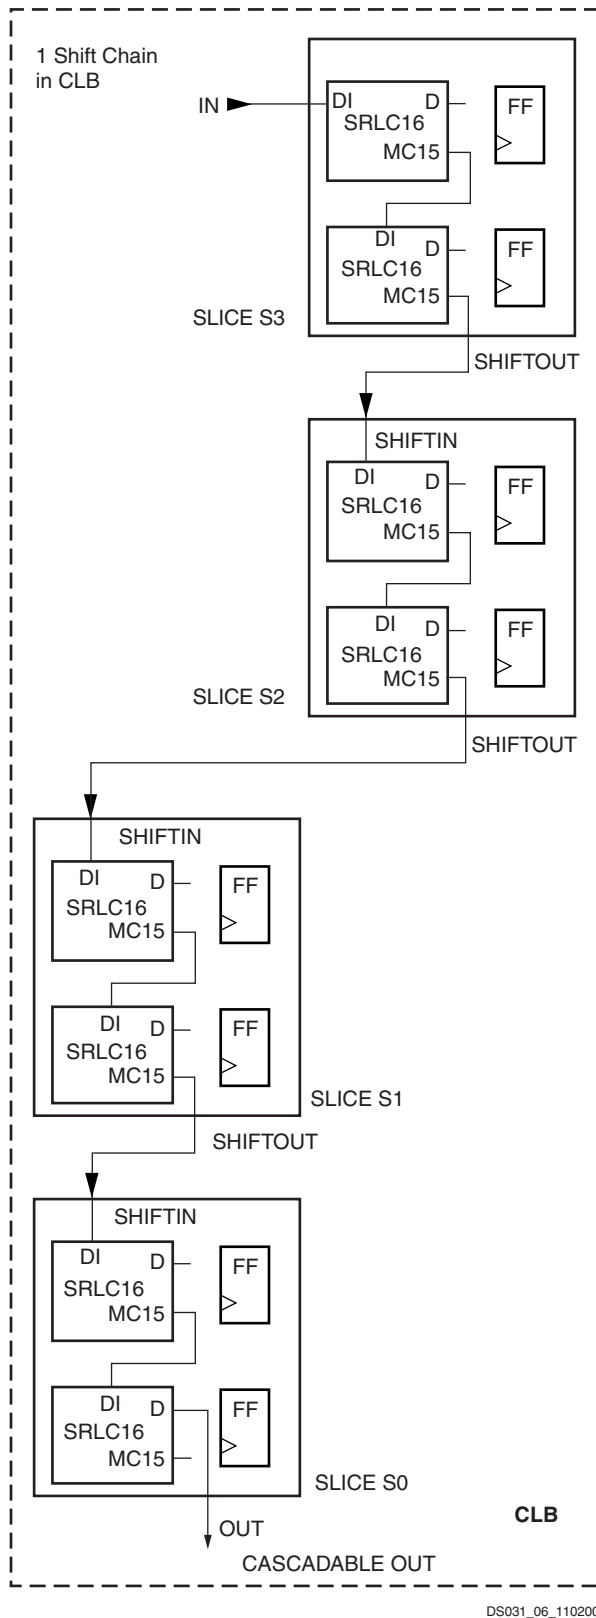 1 Shift Chain
in CLB
IN
DI
D
SRLC16
MC15
FF
DI
D
SRLC16
MC15
FF
SLICE S3
SHIFTOUT
SHIFTIN
DI
D
SRLC16
MC15
FF
DI
D
SRLC16
MC15
FF
SLICE S2
SHIFTOUT
SHIFTIN
DI
D
SRLC16
MC15
FF
DI
D
SRLC16
MC15
FF
SLICE S1
SHIFTOUT
SHIFTIN
DI
D
SRLC16
MC15
FF
DI
D
SRLC16
MC15
FF
SLICE S0
OUT
CLB
CASCADABLE OUT
DS031_06_110200